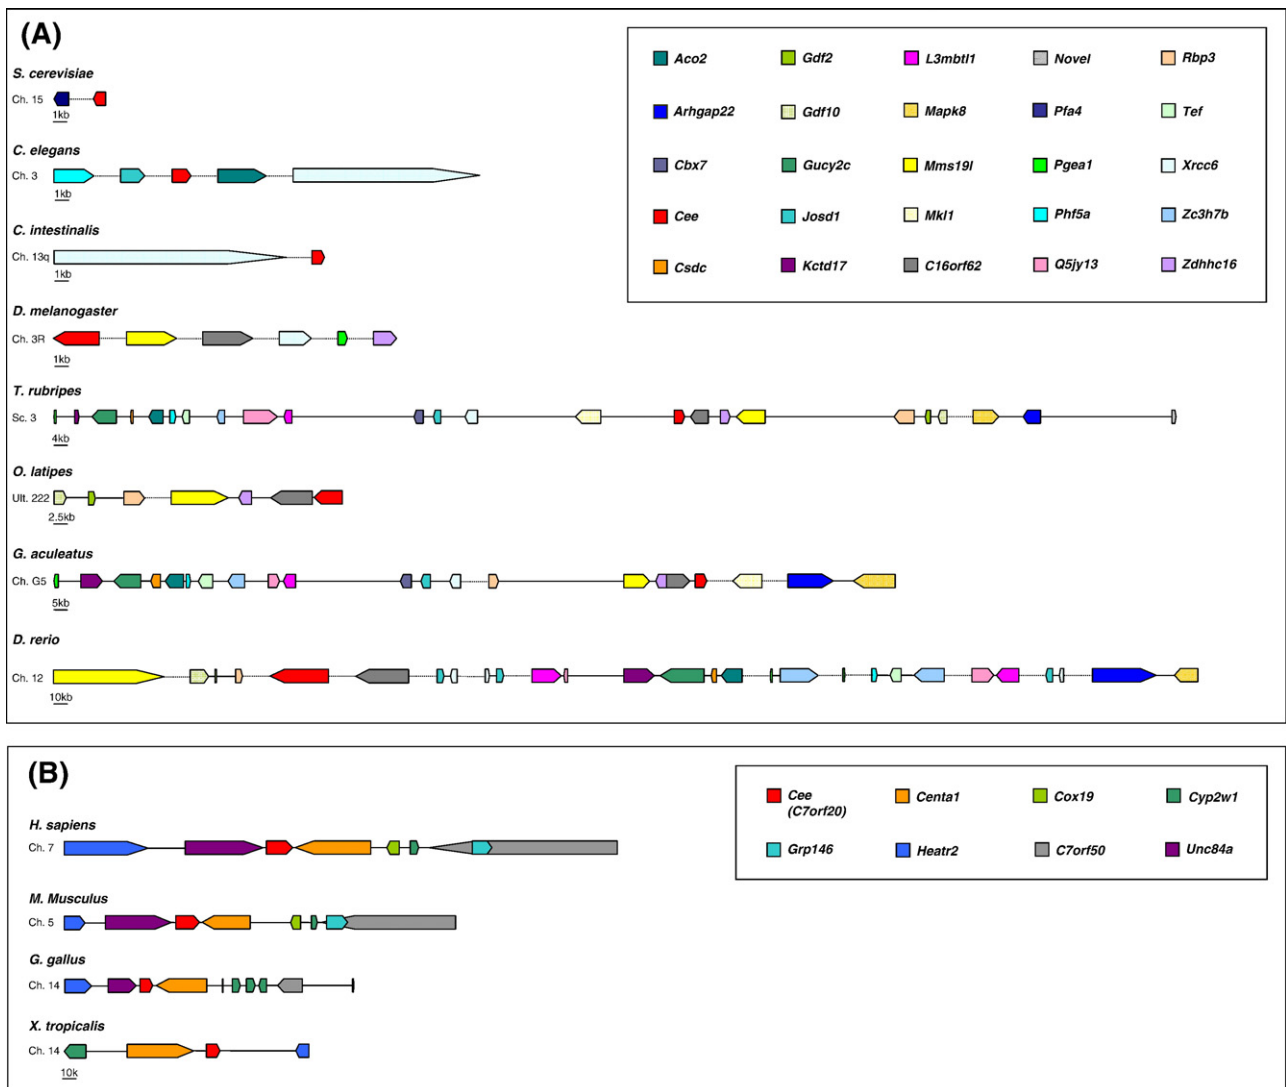 (A)
Aco2 Gdf2 L3mbtl1 Novel Rbp3
Arhgap22 Gdf10 Mapk8 Pfa4 Tef
Cbx7 Gucy2c Mms19l Pgea1 Xrcc6
Cee Josd1 Mkl1 Phf5a Zc3h7b
Csdc Kctd17 C16orf62 Q5jy13 Zdhhc16
S. cerevisiae
Ch. 15
1kb
C. elegans
Ch. 3
1kb
C. intestinalis
Ch. 13q
1kb
D. melanogaster
Ch. 3R
1kb
T. rubripes
Sc. 3
4kb
O. latipes
Ult. 222
2.5kb
G. aculeatus
Ch. G5
5kb
D. rerio
Ch. 12
10kb
(B)
Cee Centa1 Cox19 Cyp2w1
(C7orf20)
Grp146 Heatr2 C7orf50 Unc84a
H. sapiens
Ch. 7
M. Musculus
Ch. 5
G. gallus
Ch. 14
X. tropicalis
Ch. 14
10k